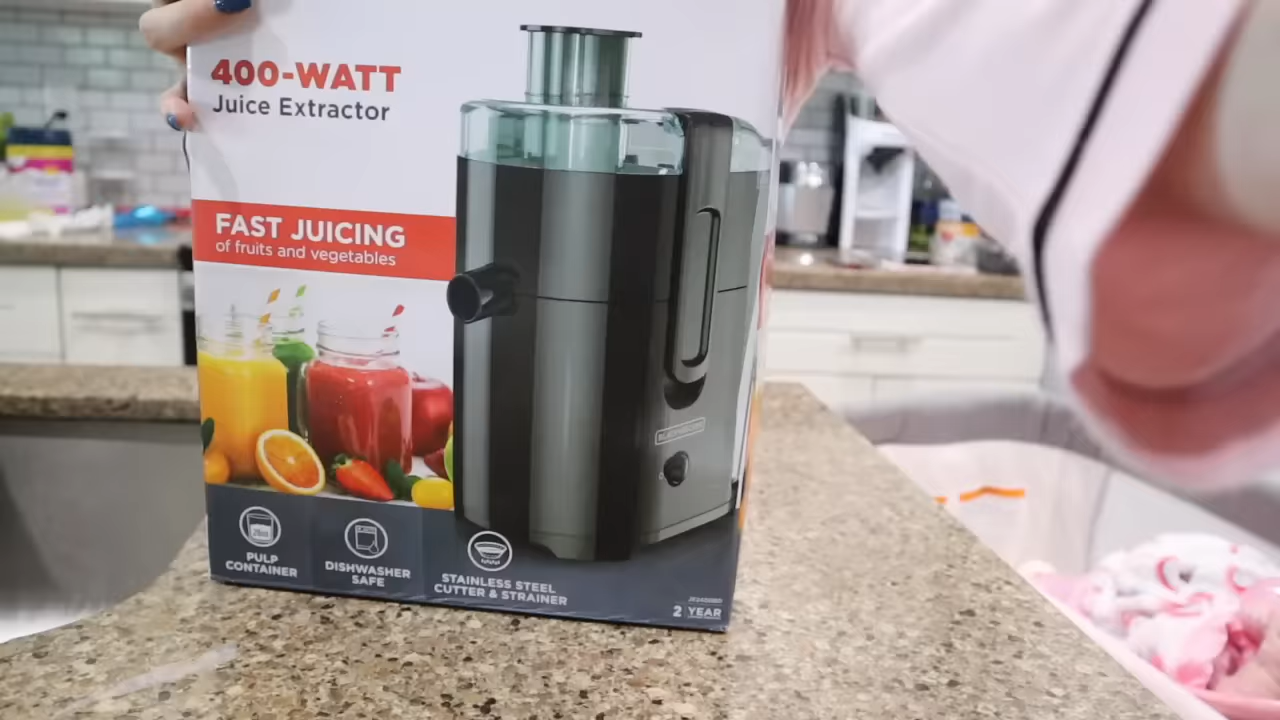 400-WATT
Juice Extractor
FAST JUICING
of fruits and vegetables
PULP
CONTAINER
DISHWASHER
SAFE
STAINLESS STEEL
CUTTER & STRAINER
2 YEAR